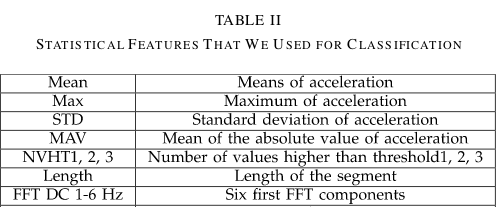 TABLE II
STATISTICAL FEATURES THAT WE USED FOR CLASSIFICATION
Mean Means of acceleration
Max Maximum of acceleration
STD Standard deviation of acceleration
MAV Mean of the absolute value of acceleration
NVHT1, 2, 3 Number of values higher than threshold1, 2, 3
Length Length of the segment
FFT DC 1-6 Hz Six first FFT components